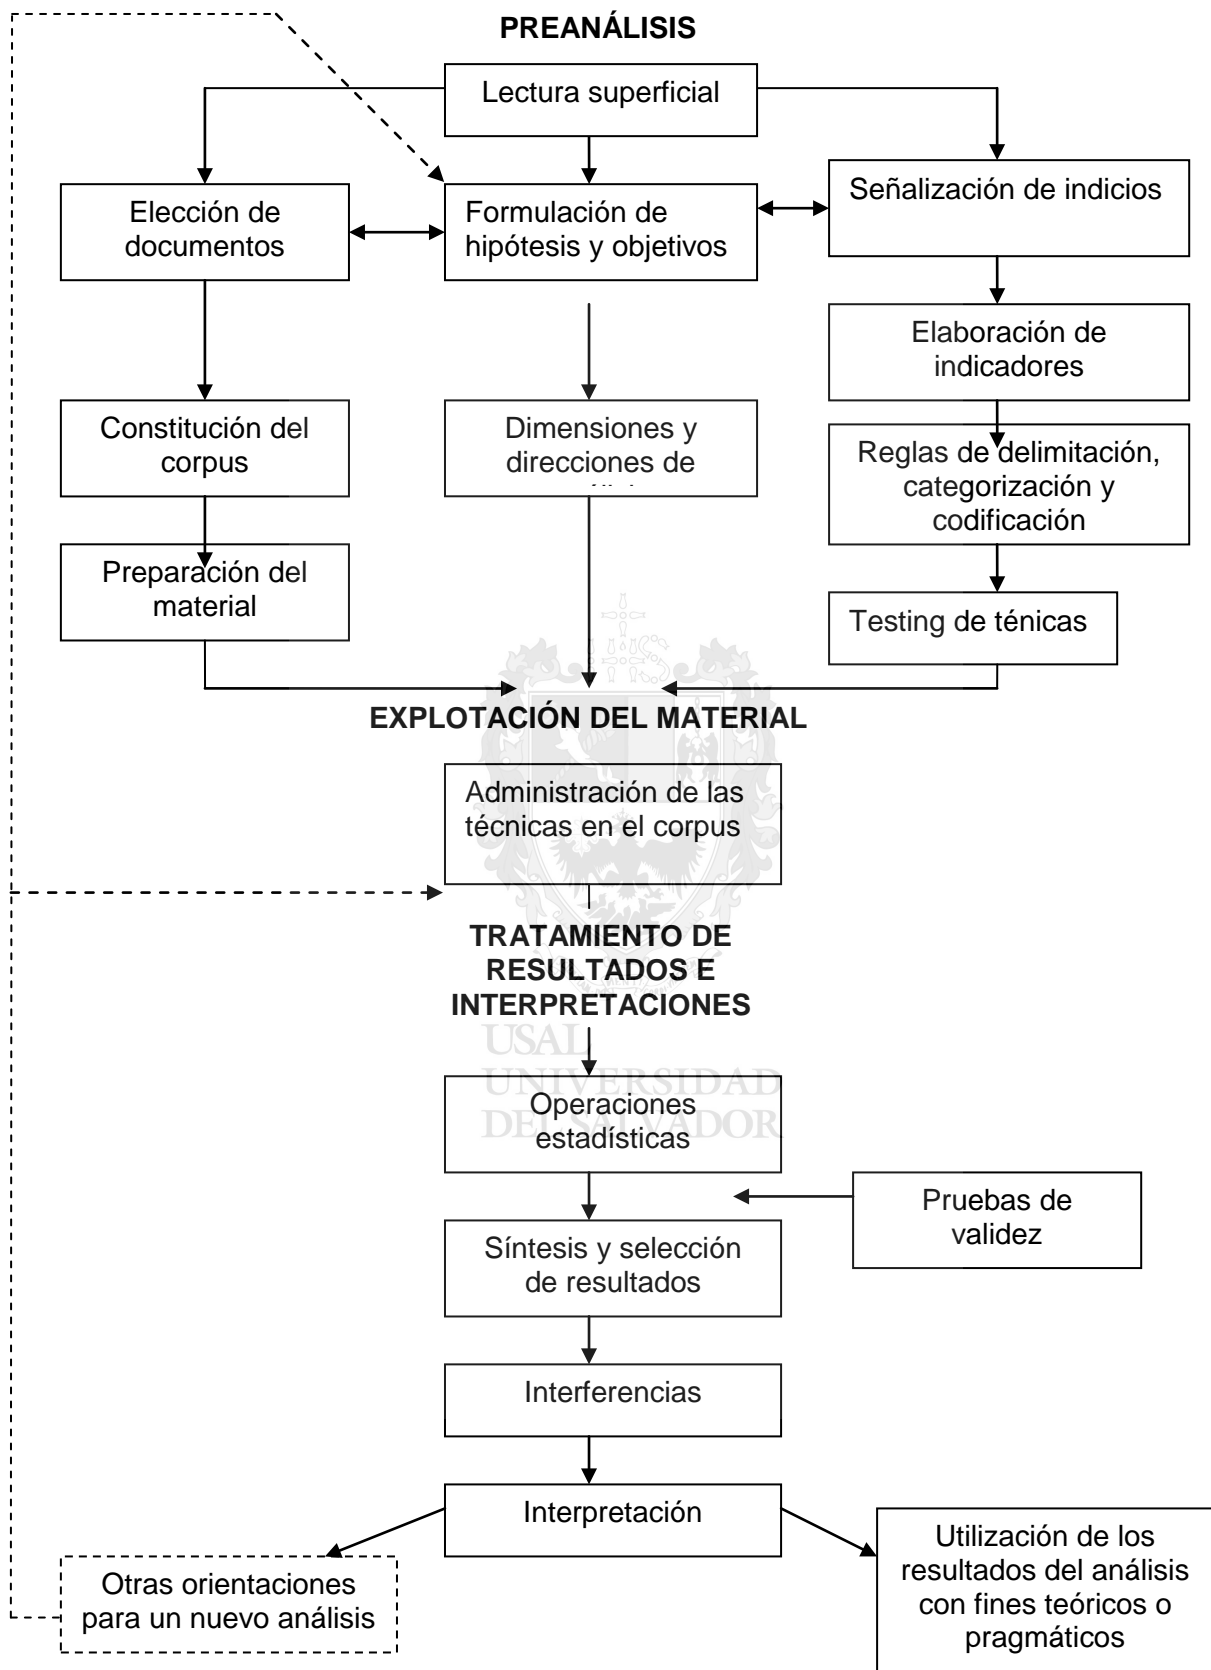 PREANÁLISIS
Lectura superficial
Elección de
documentos
Formulación de
hipótesis y objetivos
Señalización de indicios
Elaboración de
indicadores
Constitución del
corpus
Dimensiones y
direcciones de
Reglas de delimitación,
categorización y
codificación
Preparación del
material
Testing de ténicas
EXPLOTACIÓN DEL MATERIAL
Administración de las
técnicas en el corpus
TRATAMIENTO DE
RESULTADOS E
INTERPRETACIONES
USAL
UNIVERSIDAD
DEL SALVADOR
Operaciones
estadísticas
Pruebas de
validez
Síntesis y selección
de resultados
Interferencias
Interpretación
Otras orientaciones
para un nuevo análisis
Utilización de los
resultados del análisis
con fines teóricos o
pragmáticos